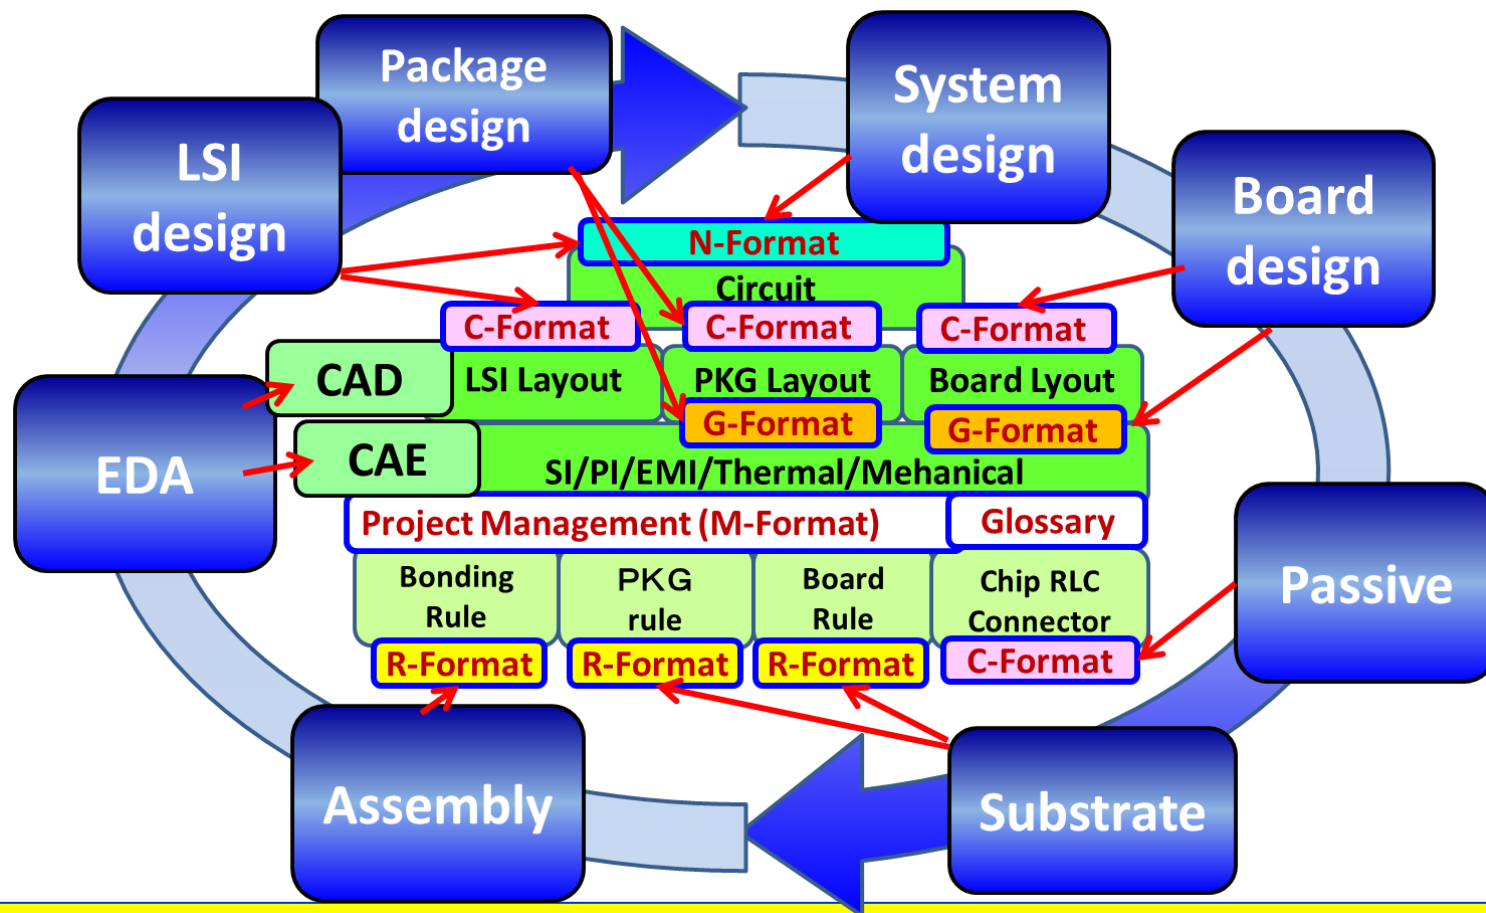 Package
design
System
design
LSI
design
Board
design
N-Format
Circuit
C-Format
C-Format
C-Format
CAD
LSI Layout
PKG Layout
Board Lyout
G-Format
G-Format
EDA
CAE
SI/PI/EMI/Thermal/Mehanical
Project Management (M-Format)
Glossary
Passive
Bonding
Rule
ＰＫＧ
rule
Board
Rule
Chip RLC
Connector
R-Format
R-Format
R-Format
C-Format
Assembly
Substrate